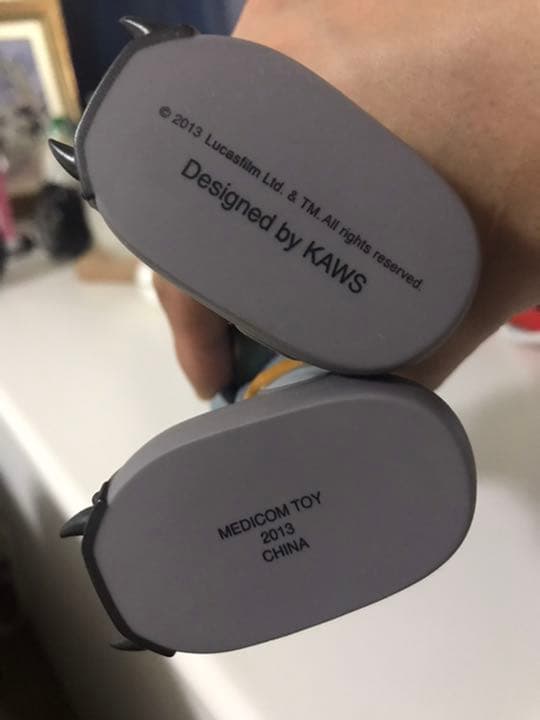 © 2013 Lucasfilm Ltd. & TM. All rights reserved.
Designed by KAWS
MEDICOM TOY
2013
CHINA